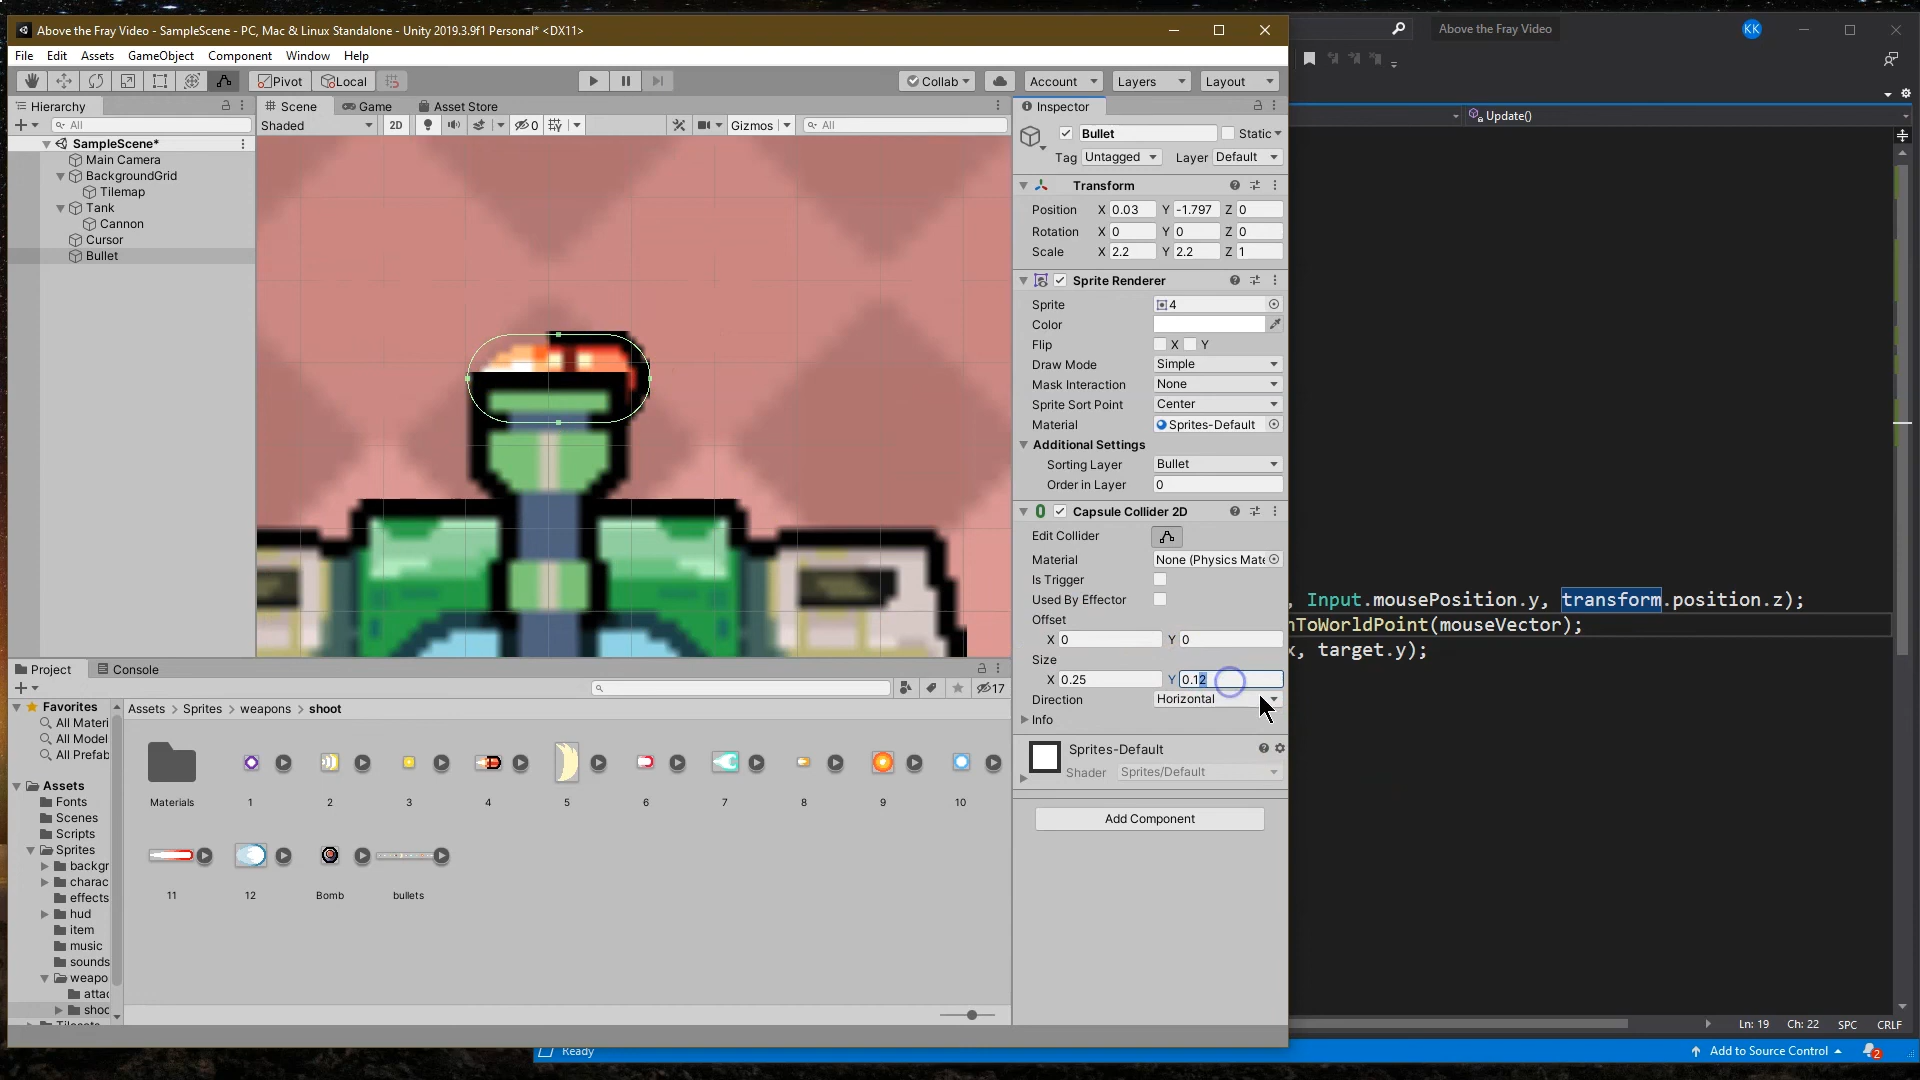 Above the Fray Video - SampleScene - PC, Mac & Linux Standalone - Unity 2019.3.9f1 Personal* <DX11>
Above the Fray Video
KK
File Edit Assets GameObject Component Window Help
Pivot Local Collab Account Layers Layout
Hierarchy
Scene Game Asset Store
Inspector
All
Shaded 2D 0 Gizmos All
Update()
SampleScene*
Main Camera
BackgroundGrid
Tilemap
Tank
Cannon
Cursor
Bullet
Bullet Static
Tag Untagged Layer Default
Transform
Position X 0.03 Y -1.797 Z 0
Rotation X 0 Y 0 Z 0
Scale X 2.2 Y 2.2 Z 1
Sprite Renderer
Sprite 4
Color
Flip X Y
Draw Mode Simple
Mask Interaction None
Sprite Sort Point Center
Material Sprites-Default
Additional Settings
Sorting Layer Bullet
Order in Layer 0
Capsule Collider 2D
Edit Collider
Material None (Physics Mate
Is Trigger
Used By Effector
Offset
X 0 Y 0
Size
X 0.25 Y 0.12
Direction Horizontal
Info
Sprites-Default
Shader Sprites/Default
Add Component
, Input.mousePosition.y, transform.position.z);
nToWorldPoint(mouseVector);
x, target.y);
Project Console
17
Favorites
All Materi
All Model
All Prefab
Assets
Fonts
Scenes
Scripts
Sprites
backgr
charac
effects
hud
item
music
sounds
weapo
attac
shoo
Tilesets
Assets > Sprites > weapons > shoot
Materials 1 2 3 4 5 6 7 8 9 10
11 12 Bomb bullets
Ln: 19 Ch: 22 SPC CRLF
Ready
Add to Source Control 2